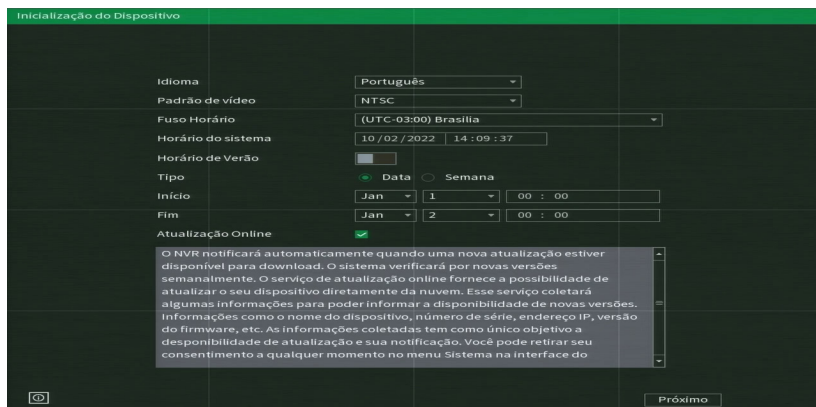 Inicialização do Dispositivo
Idioma Português
Padrão de vídeo NTSC
Fuso Horário (UTC-03:00) Brasilia
Horário do sistema 10/02/2022 14:09:37
Horário de Verão
Tipo Data Semana
Início Jan 1 00 : 00
Fim Jan 2 00 : 00
Atualização Online
O NVR notificará automaticamente quando uma nova atualização estiver
disponível para download. O sistema verificará por novas versões
semanalmente. O serviço de atualização online fornece a possibilidade de
atualizar o seu dispositivo diretamente da nuvem. Esse serviço coletará
algumas informações para poder informar a disponibilidade de novas versões.
Informações como o nome do dispositivo, número de série, endereço IP, versão
do firmware, etc. As informações coletadas tem como único objetivo a
desponibilidade de atualização e sua notificação. Você pode retirar seu
consentimento a qualquer momento no menu Sistema na interface do
Próximo